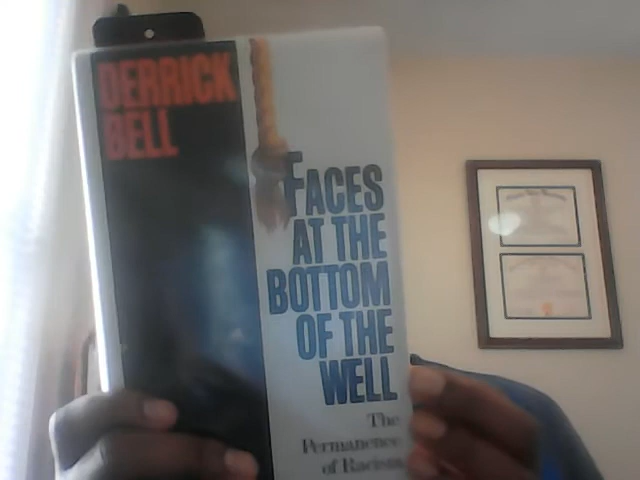 DERRICK
BELL
FACES
AT THE
BOTTOM
OF THE
WELL
The
Permanence
of Racism